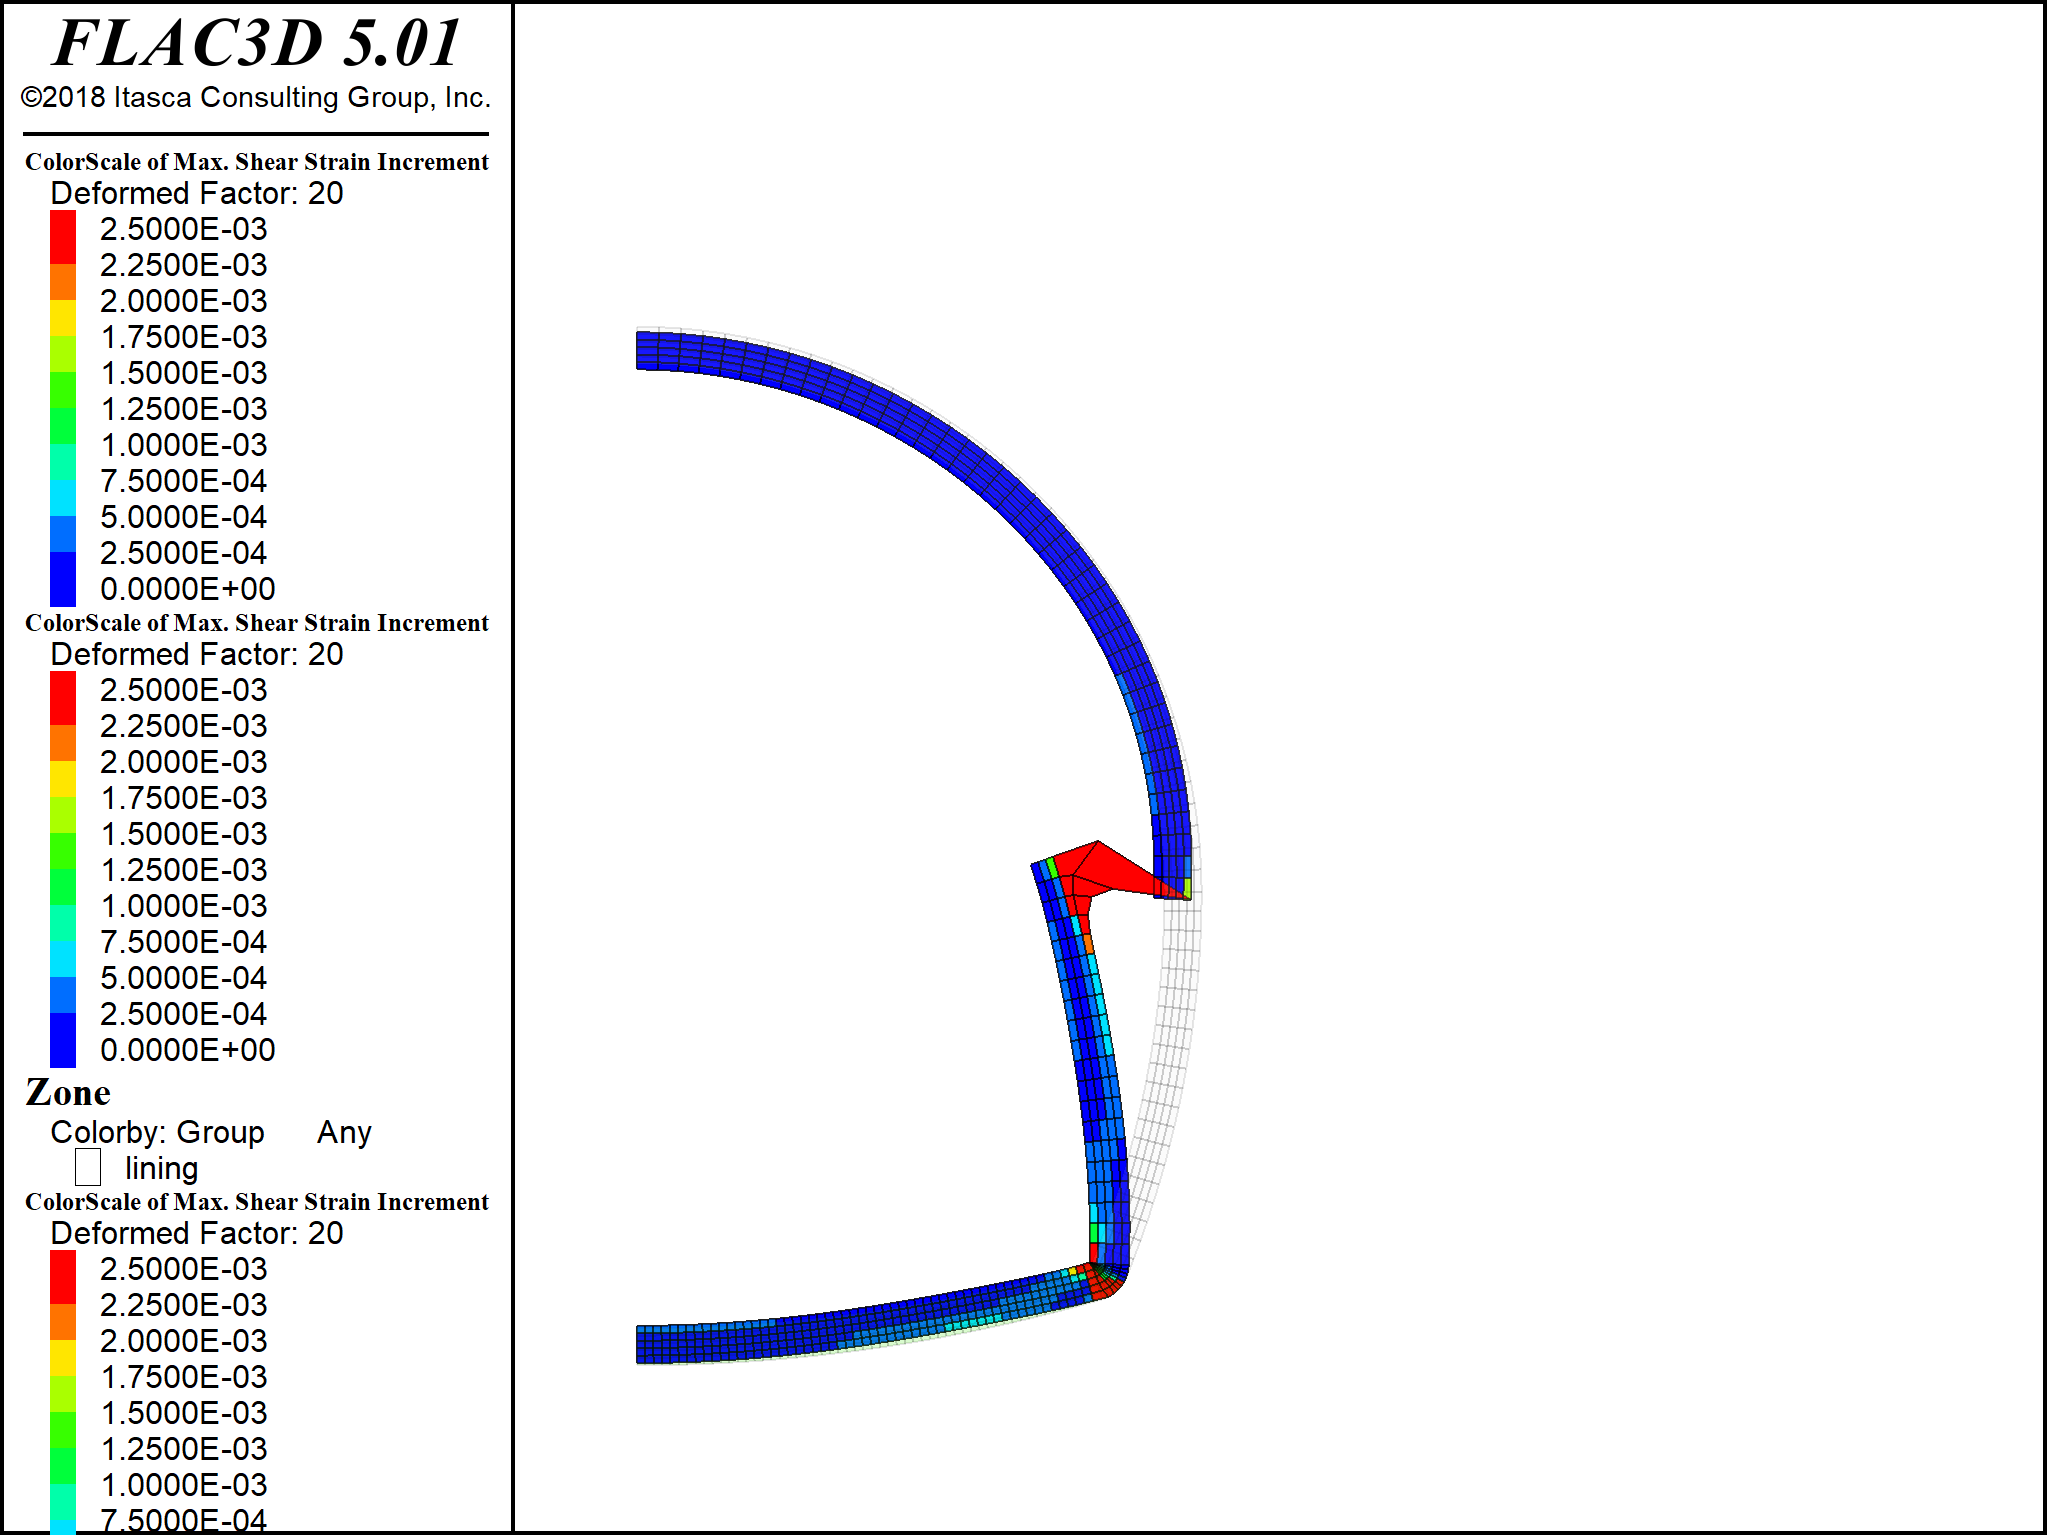 FLAC3D 5.01
©2018 Itasca Consulting Group, Inc.
ColorScale of Max. Shear Strain Increment
Deformed Factor: 20
2.5000E-03
2.2500E-03
2.0000E-03
1.7500E-03
1.5000E-03
1.2500E-03
1.0000E-03
7.5000E-04
5.0000E-04
2.5000E-04
0.0000E+00
ColorScale of Max. Shear Strain Increment
Deformed Factor: 20
2.5000E-03
2.2500E-03
2.0000E-03
1.7500E-03
1.5000E-03
1.2500E-03
1.0000E-03
7.5000E-04
5.0000E-04
2.5000E-04
0.0000E+00
Zone
Colorby: Group Any
lining
ColorScale of Max. Shear Strain Increment
Deformed Factor: 20
2.5000E-03
2.2500E-03
2.0000E-03
1.7500E-03
1.5000E-03
1.2500E-03
1.0000E-03
7.5000E-04